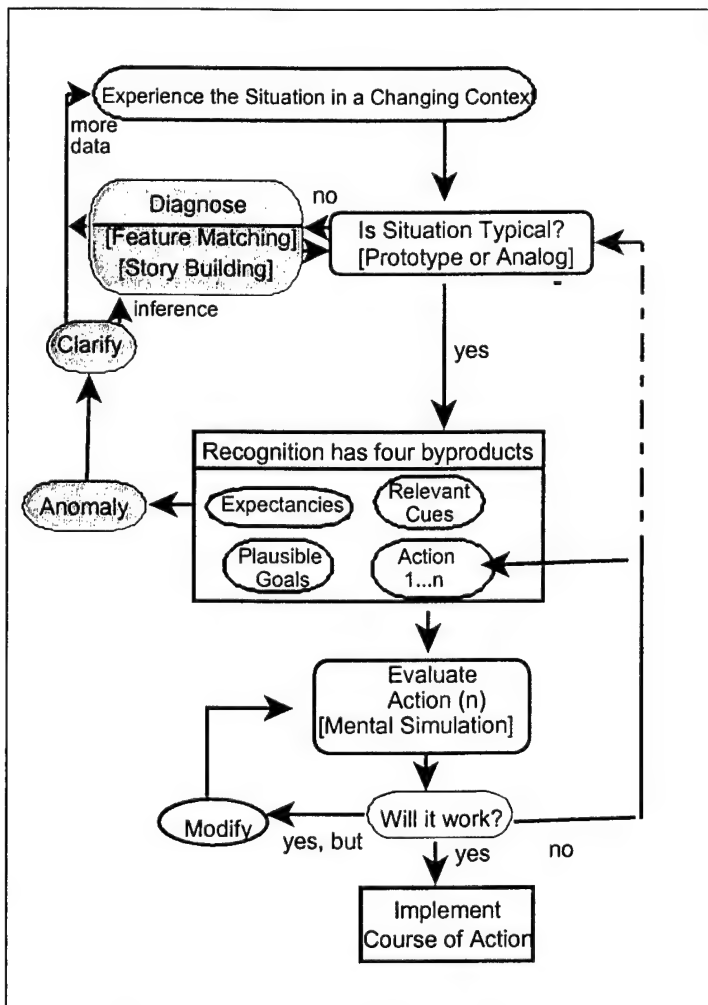 Experience the Situation in a Changing Context
more
data
no
Diagnose
[Feature Matching]
[Story Building]
Is Situation Typical?
[Prototype or Analog]
inference
Clarify
yes
Recognition has four byproducts
Anomaly
Expectancies
Relevant
Cues
Plausible
Goals
Action
1...n
Evaluate
Action (n)
[Mental Simulation]
Modify
yes, but
Will it work?
yes
no
Implement
Course of Action